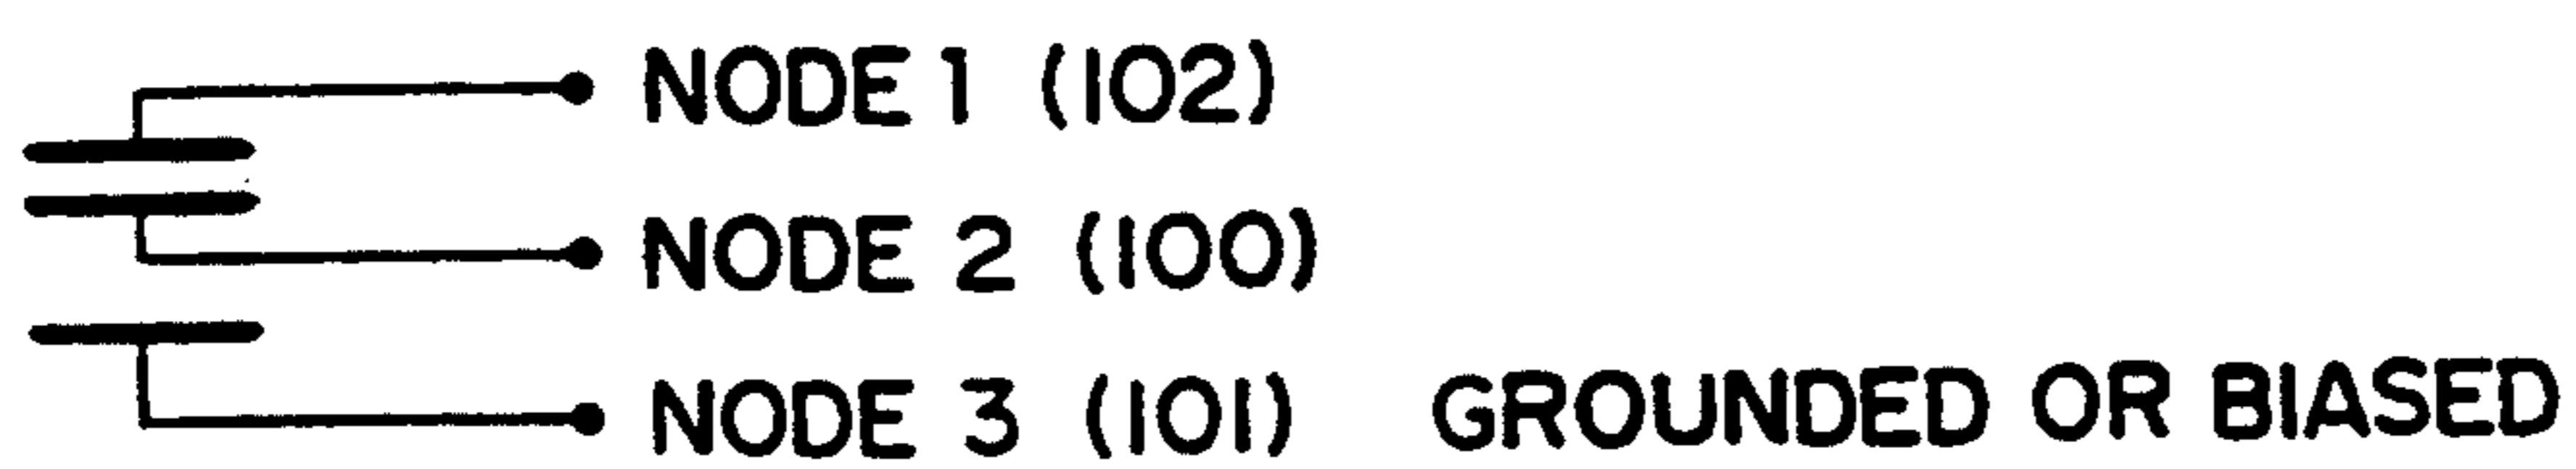 NODE 1 (102)
NODE 2 (100)
NODE 3 (101) GROUNDED OR BIASED